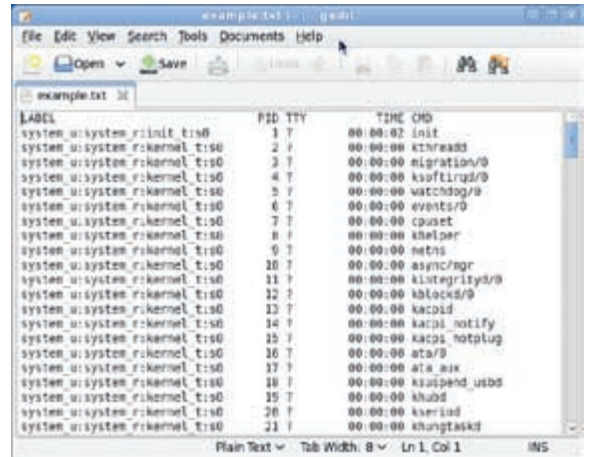 example.txt (~) - gedit
File Edit View Search Tools Documents Help
Open Save Undo
example.txt
LABEL PID TTY TIME CMD
system_u:system_r:init_t:s0 1 ? 00:00:02 init
system_u:system_r:kernel_t:s0 2 ? 00:00:00 kthreadd
system_u:system_r:kernel_t:s0 3 ? 00:00:00 migration/0
system_u:system_r:kernel_t:s0 4 ? 00:00:00 ksoftirqd/0
system_u:system_r:kernel_t:s0 5 ? 00:00:00 watchdog/0
system_u:system_r:kernel_t:s0 6 ? 00:00:00 events/0
system_u:system_r:kernel_t:s0 7 ? 00:00:00 cpuset
system_u:system_r:kernel_t:s0 8 ? 00:00:00 khelper
system_u:system_r:kernel_t:s0 9 ? 00:00:00 netns
system_u:system_r:kernel_t:s0 10 ? 00:00:00 async/mgr
system_u:system_r:kernel_t:s0 11 ? 00:00:00 kintegrityd/0
system_u:system_r:kernel_t:s0 12 ? 00:00:00 kblockd/0
system_u:system_r:kernel_t:s0 13 ? 00:00:00 kacpid
system_u:system_r:kernel_t:s0 14 ? 00:00:00 kacpi_notify
system_u:system_r:kernel_t:s0 15 ? 00:00:00 kacpi_hotplug
system_u:system_r:kernel_t:s0 16 ? 00:00:00 ata/0
system_u:system_r:kernel_t:s0 17 ? 00:00:00 ata_aux
system_u:system_r:kernel_t:s0 18 ? 00:00:00 ksuspend_usbd
system_u:system_r:kernel_t:s0 19 ? 00:00:00 khubd
system_u:system_r:kernel_t:s0 20 ? 00:00:00 kseriod
system_u:system_r:kernel_t:s0 21 ? 00:00:00 khungtaskd
Plain Text Tab Width: 8 Ln 1, Col 1 INS